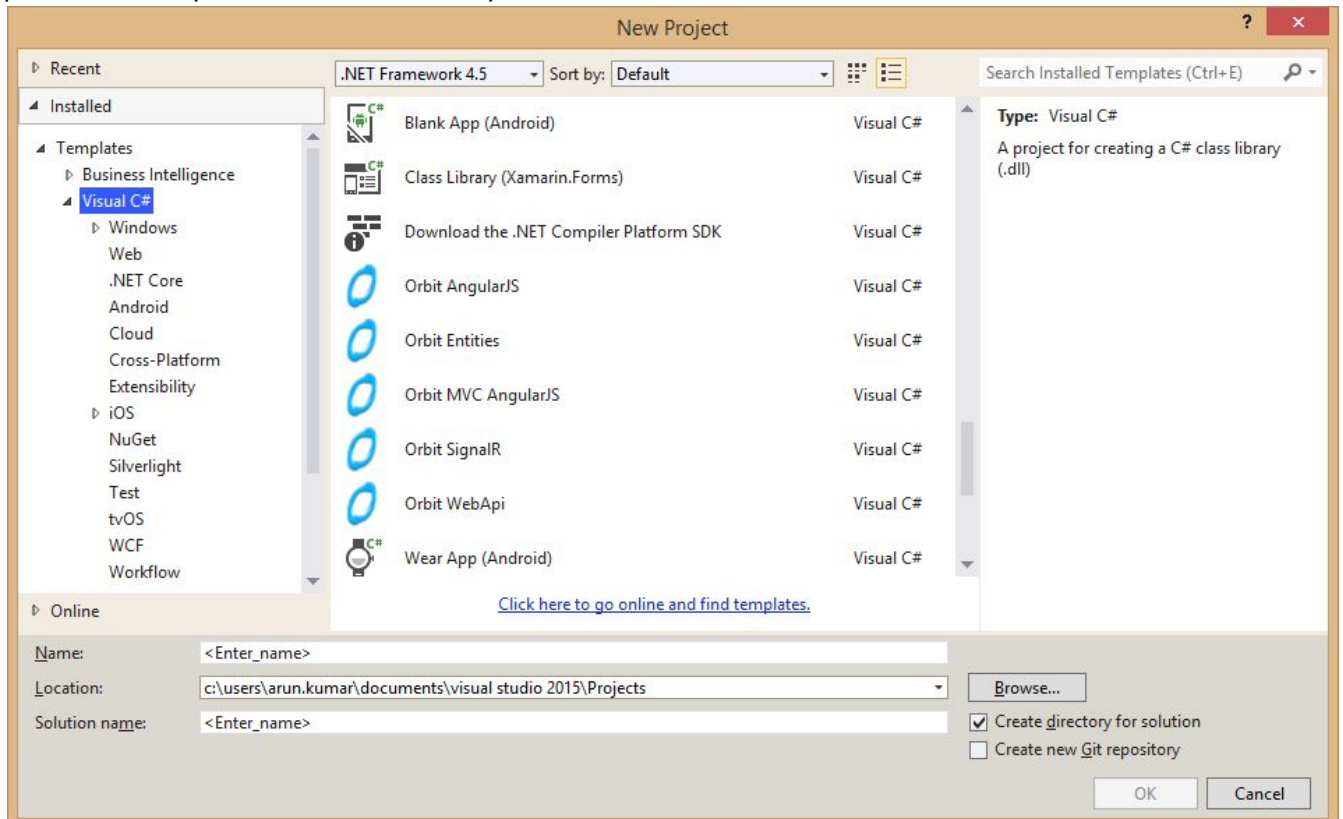 New Project
?
×
Recent
Installed
Templates
Business Intelligence
Visual C#
Windows
Web
.NET Core
Android
Cloud
Cross-Platform
Extensibility
iOS
NuGet
Silverlight
Test
tvOS
WCF
Workflow
Online
.NET Framework 4.5
Sort by: Default
C# Blank App (Android) Visual C#
C# Class Library (Xamarin.Forms) Visual C#
Download the .NET Compiler Platform SDK Visual C#
Orbit AngularJS Visual C#
Orbit Entities Visual C#
Orbit MVC AngularJS Visual C#
Orbit SignalR Visual C#
Orbit WebApi Visual C#
C# Wear App (Android) Visual C#
Click here to go online and find templates.
Search Installed Templates (Ctrl+E)
Type: Visual C#
A project for creating a C# class library
(.dll)
Name: <Enter_name>
Location: c:\users\arun.kumar\documents\visual studio 2015\Projects
Browse...
Solution name: <Enter_name>
Create directory for solution
Create new Git repository
OK
Cancel